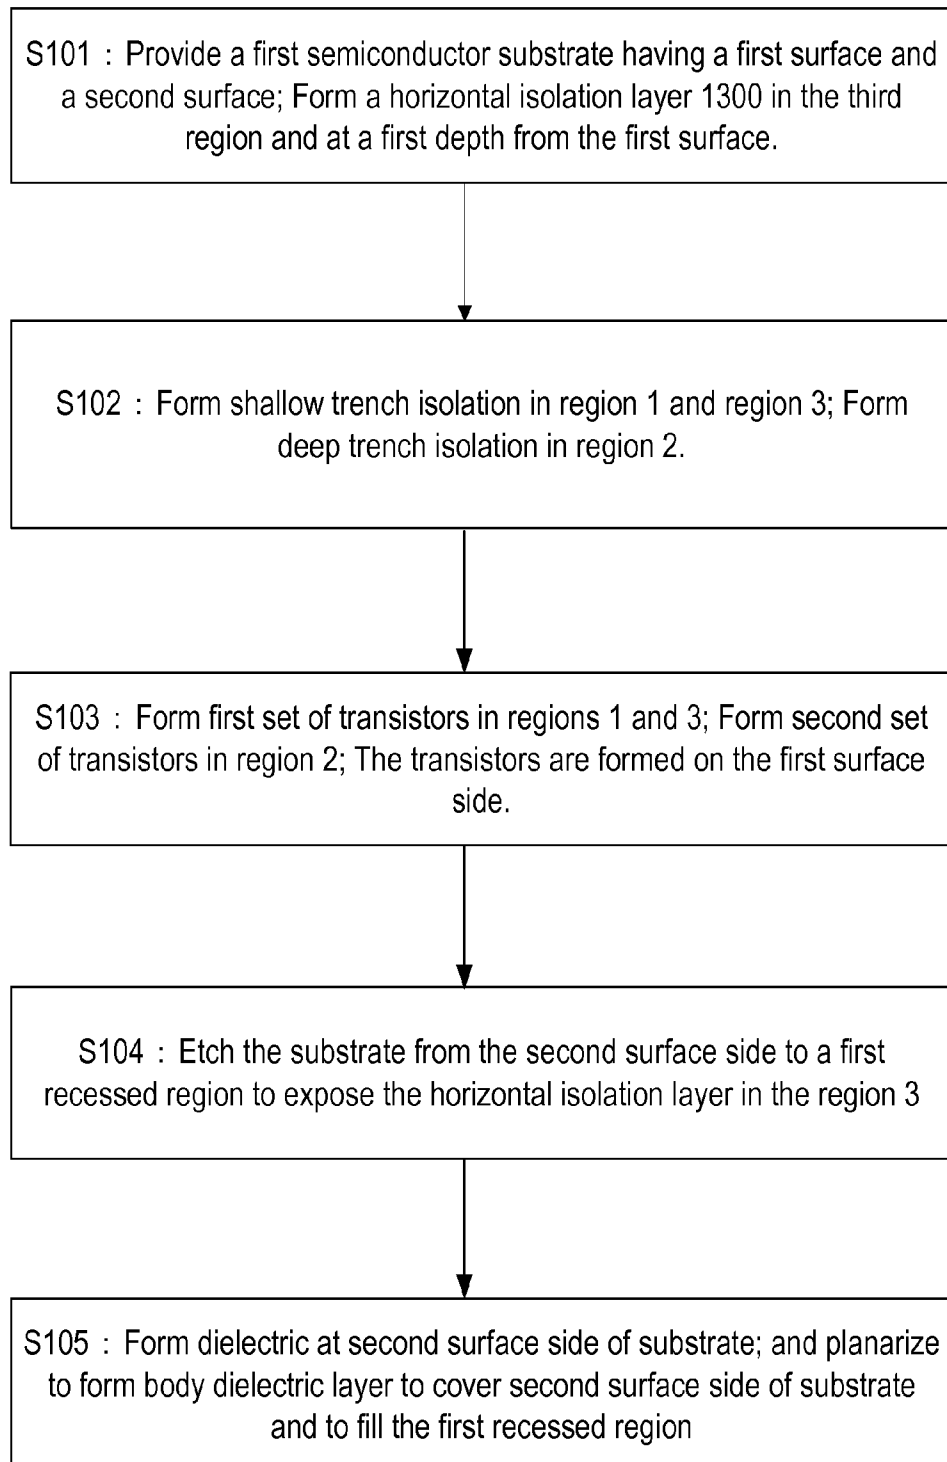 S101 : Provide a first semiconductor substrate having a first surface and
a second surface; Form a horizontal isolation layer 1300 in the third
region and at a first depth from the first surface.
S102 : Form shallow trench isolation in region 1 and region 3; Form
deep trench isolation in region 2.
S103 : Form first set of transistors in regions 1 and 3; Form second set
of transistors in region 2; The transistors are formed on the first surface
side.
S104 : Etch the substrate from the second surface side to a first
recessed region to expose the horizontal isolation layer in the region 3
S105 : Form dielectric at second surface side of substrate; and planarize
to form body dielectric layer to cover second surface side of substrate
and to fill the first recessed region